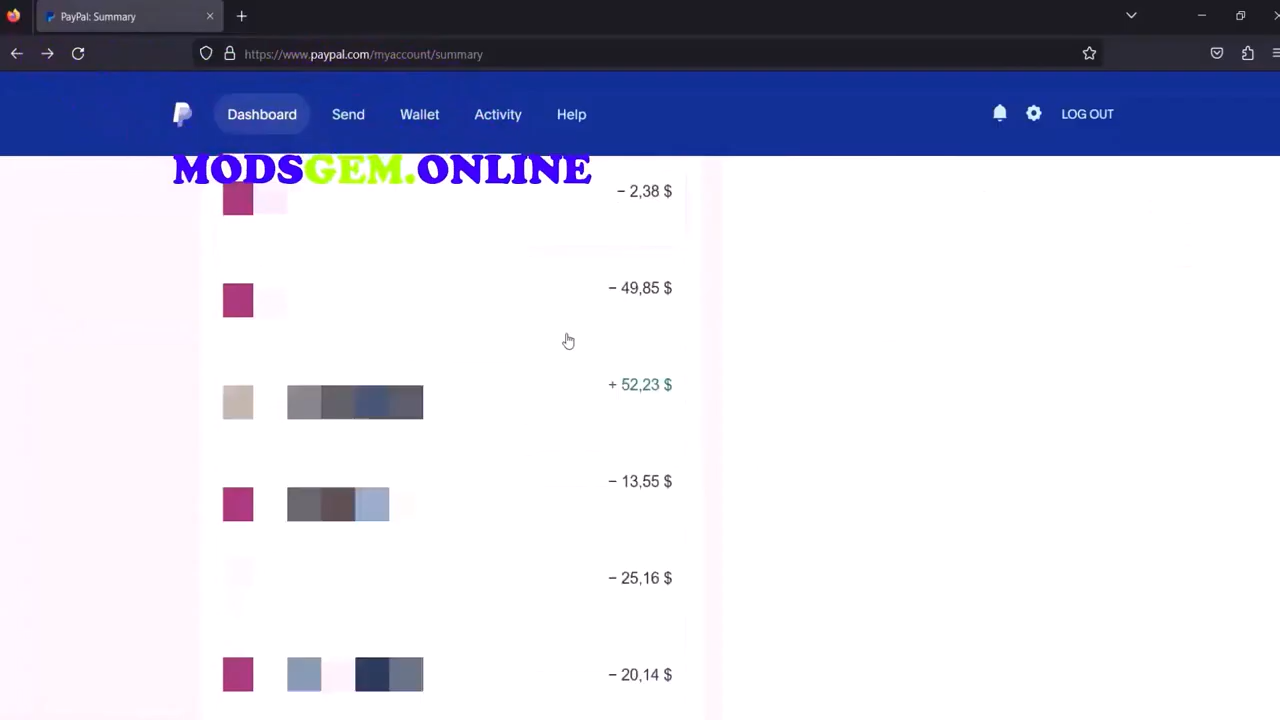 PayPal: Summary
https://www.paypal.com/myaccount/summary
Dashboard Send Wallet Activity Help LOG OUT
MODSGEM.ONLINE
− 2,38 $
− 49,85 $
+ 52,23 $
− 13,55 $
− 25,16 $
− 20,14 $